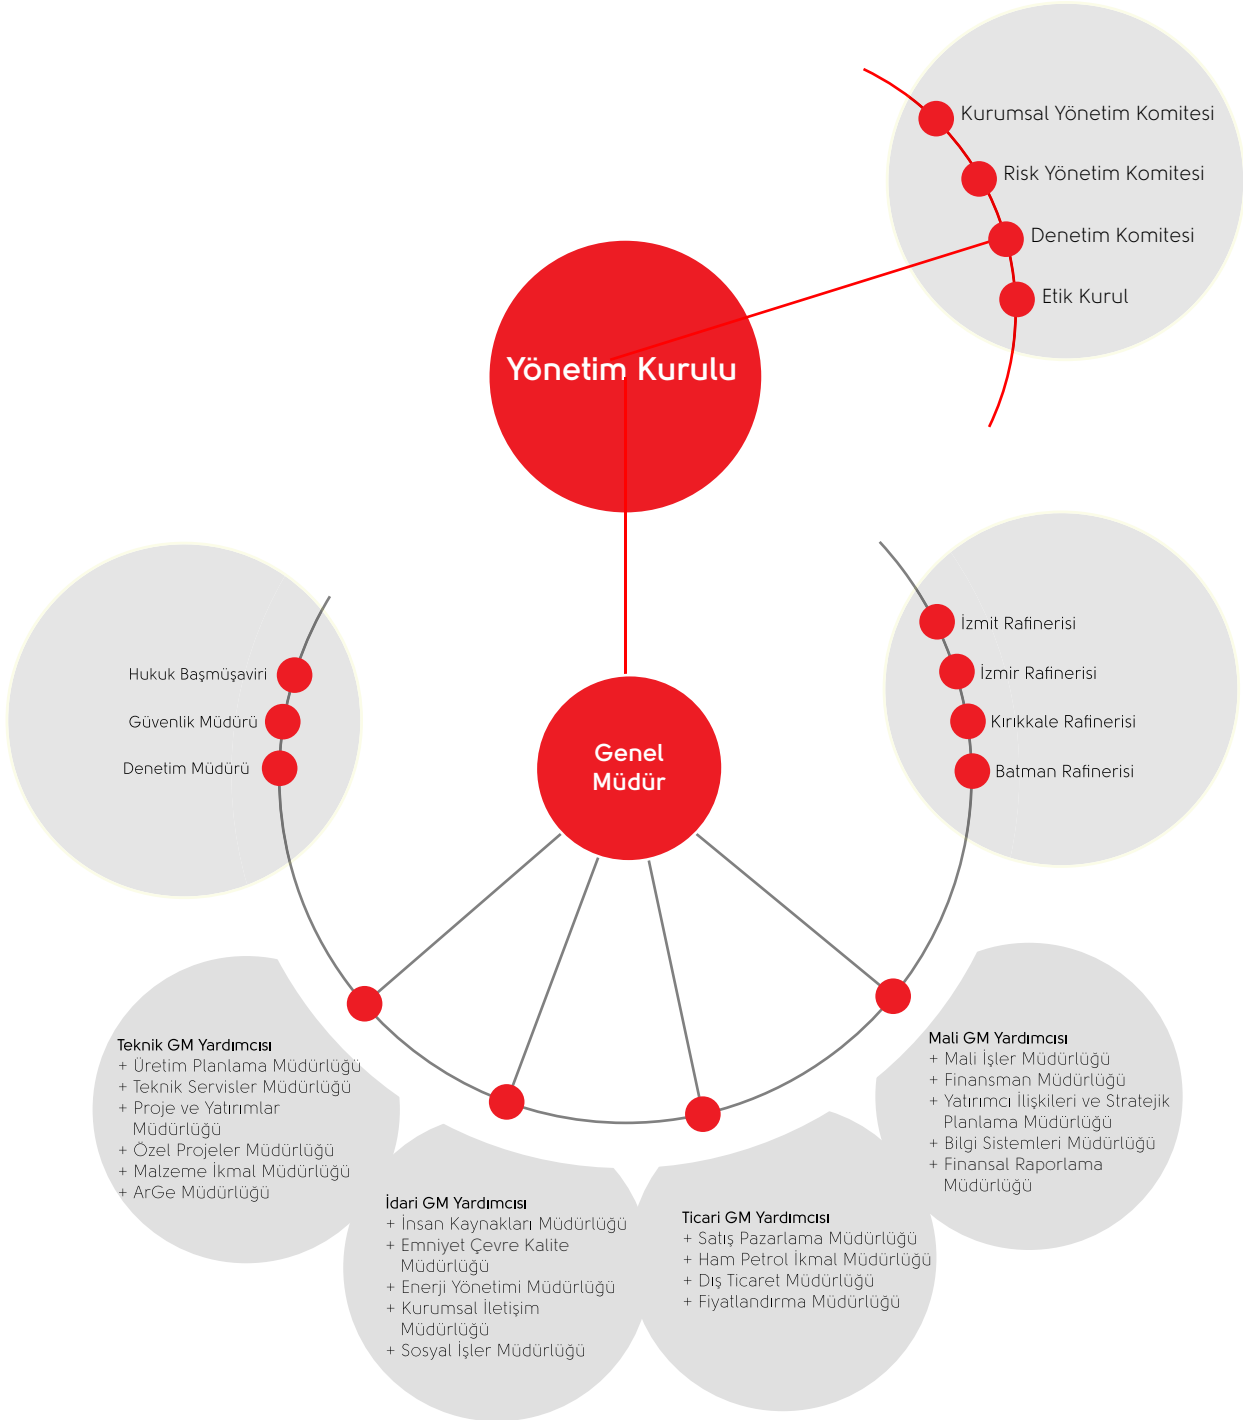 Kurumsal Yönetim Komitesi
Risk Yönetim Komitesi
Denetim Komitesi
Etik Kurul
Yönetim Kurulu
Hukuk Başmüşaviri
Güvenlik Müdürü
Denetim Müdürü
Genel
Müdür
İzmit Rafinerisi
İzmir Rafinerisi
Kırıkkale Rafinerisi
Batman Rafinerisi
Teknik GM Yardımcısı
+ Üretim Planlama Müdürlüğü
+ Teknik Servisler Müdürlüğü
+ Proje ve Yatırımlar
Müdürlüğü
+ Özel Projeler Müdürlüğü
+ Malzeme İkmal Müdürlüğü
+ ArGe Müdürlüğü
İdari GM Yardımcısı
+ İnsan Kaynakları Müdürlüğü
+ Emniyet Çevre Kalite
Müdürlüğü
+ Enerji Yönetimi Müdürlüğü
+ Kurumsal İletişim
Müdürlüğü
+ Sosyal İşler Müdürlüğü
Ticari GM Yardımcısı
+ Satış Pazarlama Müdürlüğü
+ Ham Petrol İkmal Müdürlüğü
+ Dış Ticaret Müdürlüğü
+ Fiyatlandırma Müdürlüğü
Mali GM Yardımcısı
+ Mali İşler Müdürlüğü
+ Finansman Müdürlüğü
+ Yatırımcı İlişkileri ve Stratejik
Planlama Müdürlüğü
+ Bilgi Sistemleri Müdürlüğü
+ Finansal Raporlama
Müdürlüğü